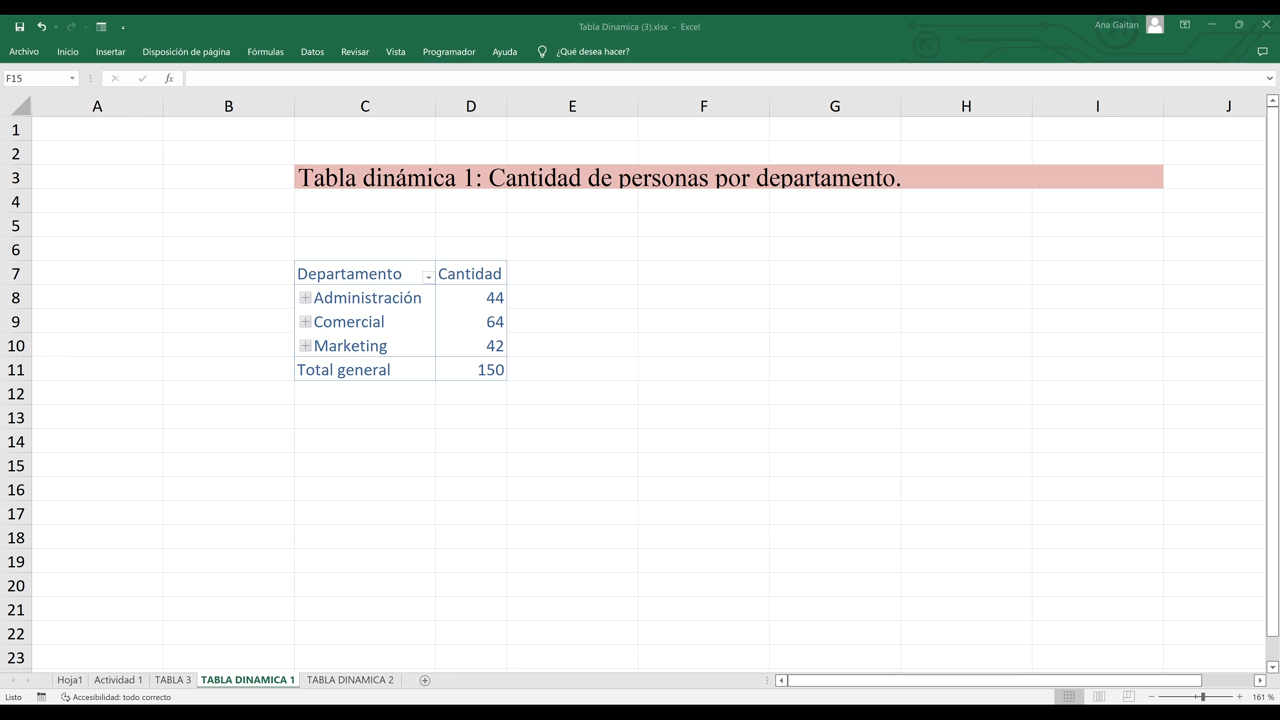 Tabla Dinamica (3).xlsx - Excel
Ana Gaitan
Archivo Inicio Insertar Disposición de página Fórmulas Datos Revisar Vista Programador Ayuda ¿Qué desea hacer?
F15 fx
A B C D E F G H I J
1
2
3 Tabla dinámica 1: Cantidad de personas por departamento.
4
5
6
7 Departamento Cantidad
8 Administración 44
9 Comercial 64
10 Marketing 42
11 Total general 150
12
13
14
15
16
17
18
19
20
21
22
23
Hoja1 Actividad 1 TABLA 3 TABLA DINAMICA 1 TABLA DINAMICA 2
Listo Accesibilidad: todo correcto 161 %